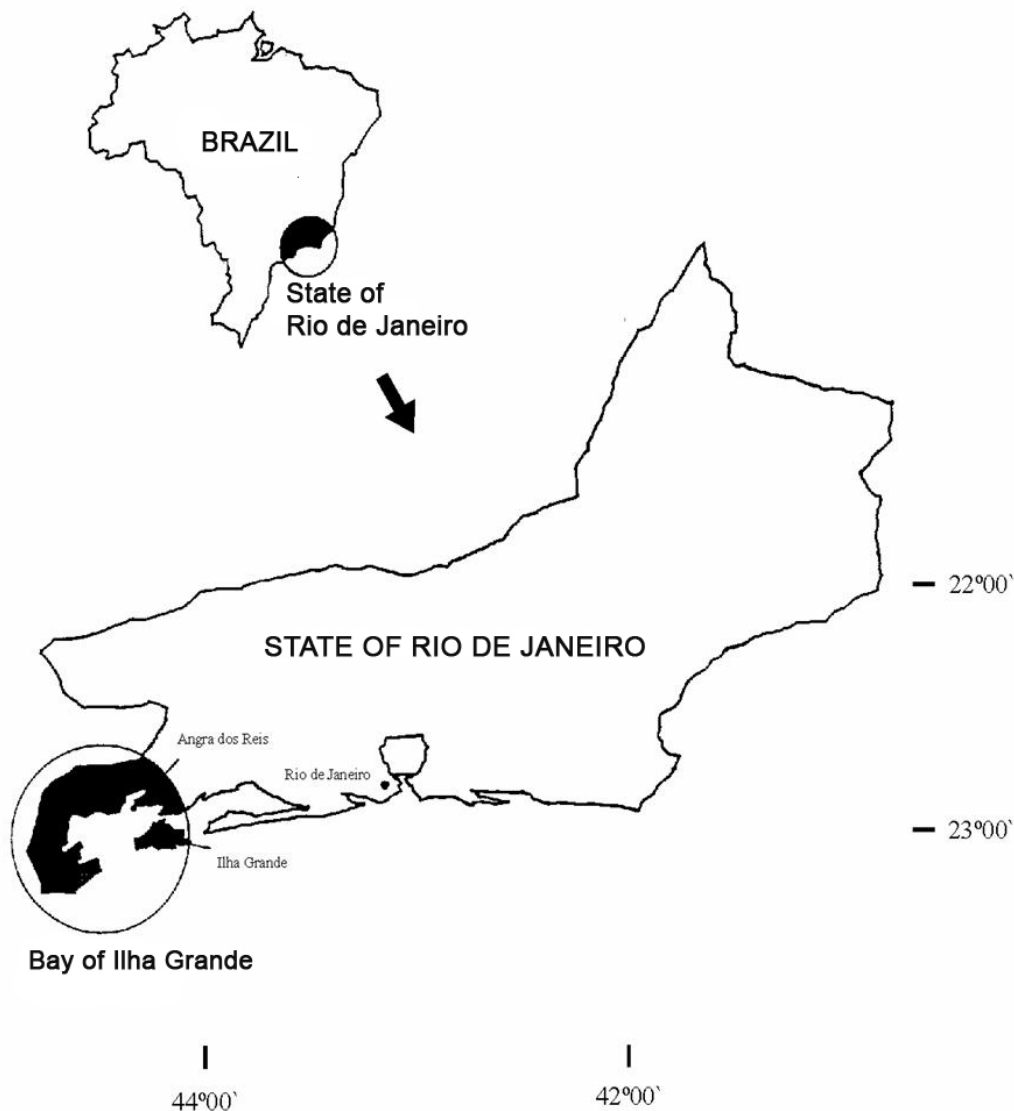 BRAZIL
State of
Rio de Janeiro
22º00`
STATE OF RIO DE JANEIRO
Angra dos Reis
Rio de Janeiro
23º00`
Ilha Grande
Bay of Ilha Grande
44º00`
42º00`